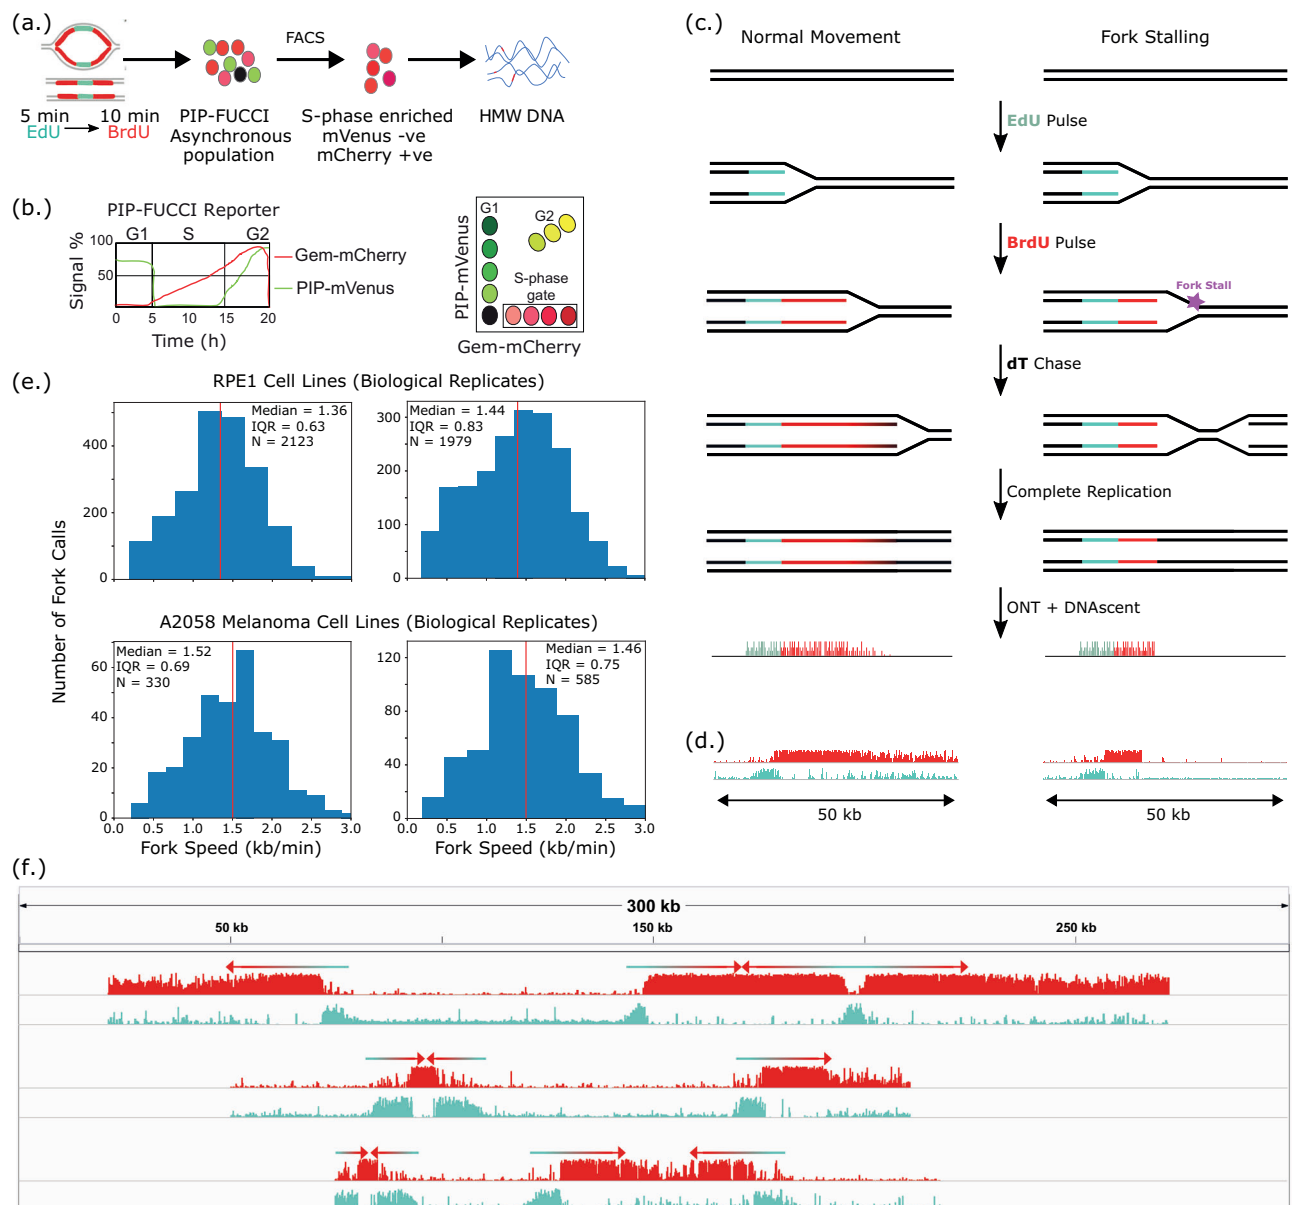 (a.)
FACS
5 min
EdU
10 min
BrdU
PIP-FUCCI
Asynchronous
population
S-phase enriched
mVenus -ve
mCherry +ve
HMW DNA
(b.)
PIP-FUCCI Reporter
G1 S G2
Signal %
100
50
0 5 10 15 20
Time (h)
Gem-mCherry
PIP-mVenus
PIP-mVenus
G1
G2
S-phase
gate
Gem-mCherry
(c.)
Normal Movement
Fork Stalling
EdU Pulse
BrdU Pulse
Fork Stall
dT Chase
Complete Replication
ONT + DNAscent
(d.)
50 kb
50 kb
(e.)
RPE1 Cell Lines (Biological Replicates)
Number of Fork Calls
400
200
0
Median = 1.36
IQR = 0.63
N = 2123
300
200
100
0
Median = 1.44
IQR = 0.83
N = 1979
A2058 Melanoma Cell Lines (Biological Replicates)
60
40
20
0
Median = 1.52
IQR = 0.69
N = 330
0.0 0.5 1.0 1.5 2.0 2.5 3.0
Fork Speed (kb/min)
120
80
40
0
Median = 1.46
IQR = 0.75
N = 585
0.0 0.5 1.0 1.5 2.0 2.5 3.0
Fork Speed (kb/min)
(f.)
300 kb
50 kb 150 kb 250 kb